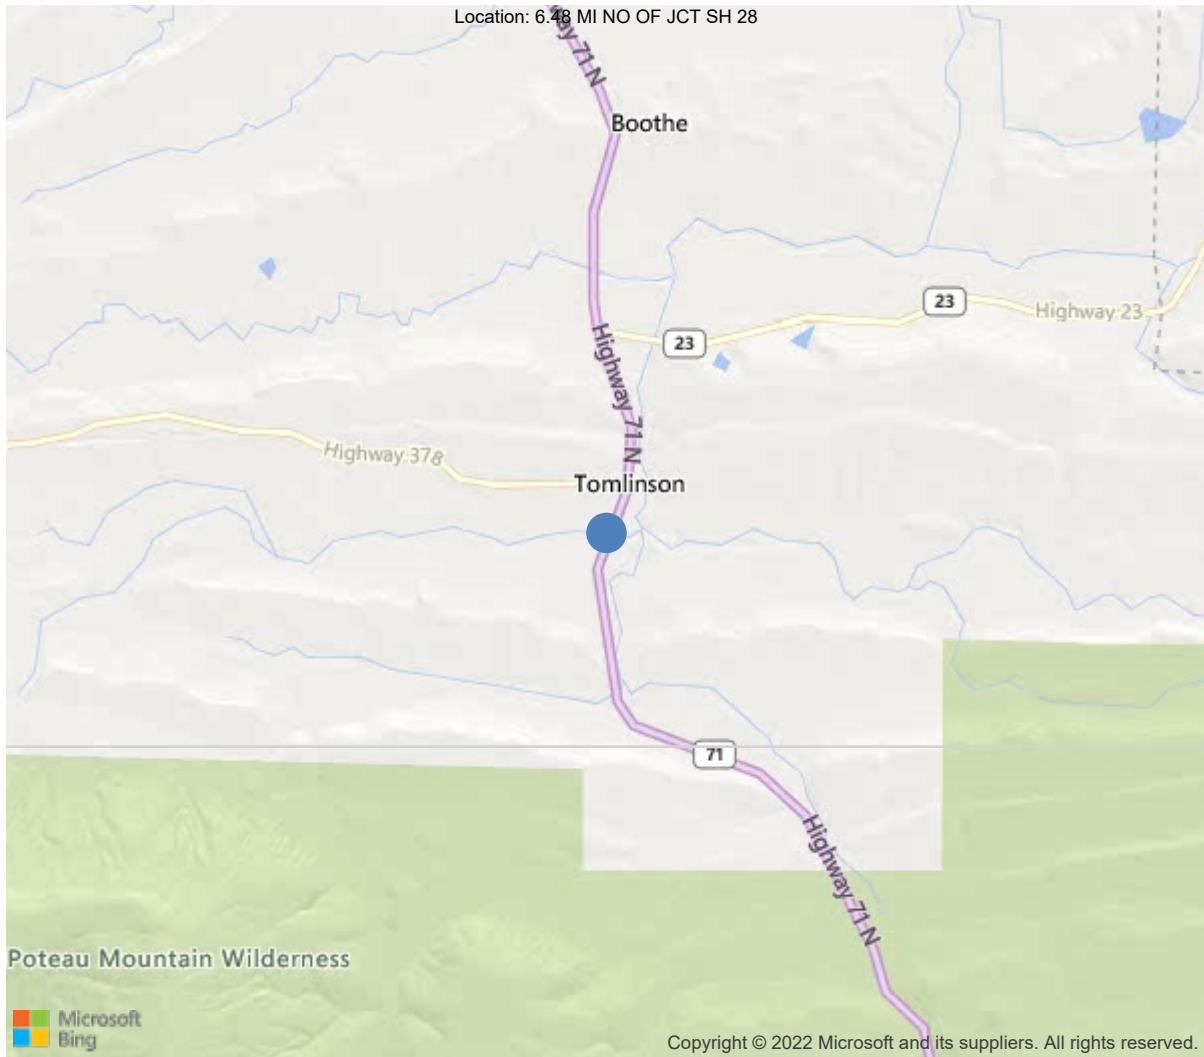 Location: 6.48 MI NO OF JCT SH 28
way 71 N
Boothe
23
Highway 23
23
Highway 71 N
Highway 378
Tomlinson
71
Highway 71 N
Poteau Mountain Wilderness
Microsoft
Bing
Copyright © 2022 Microsoft and its suppliers. All rights reserved.